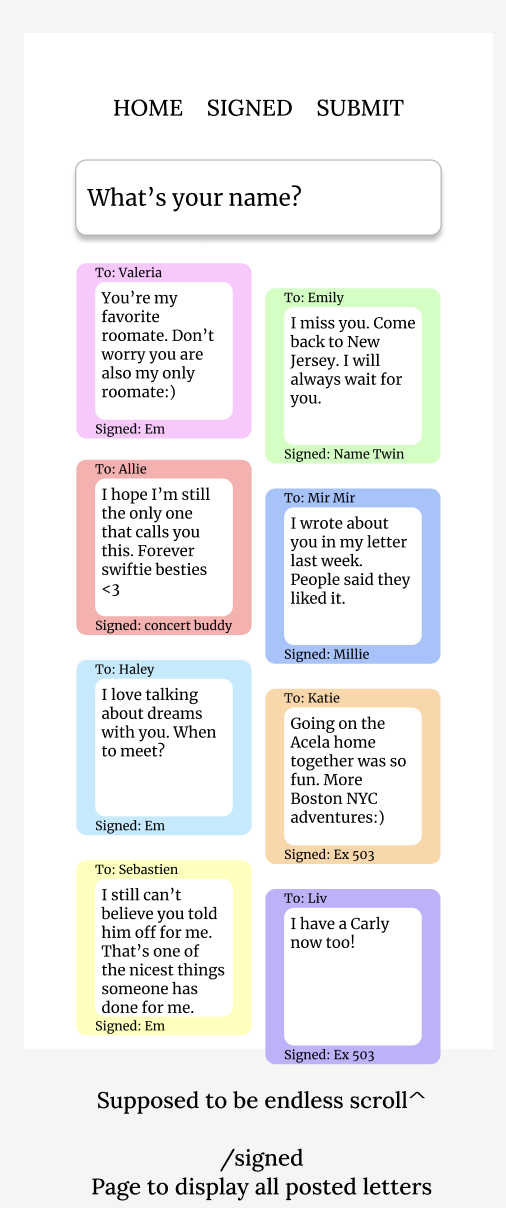 HOME SIGNED SUBMIT
What’s your name?
To: Valeria
You’re my
favorite
roomate. Don’t
worry you are
also my only
roomate:)
Signed: Em
To: Emily
I miss you. Come
back to New
Jersey. I will
always wait for
you.
Signed: Name Twin
To: Allie
I hope I’m still
the only one
that calls you
this. Forever
swiftie besties
<3
Signed: concert buddy
To: Mir Mir
I wrote about
you in my letter
last week.
People said they
liked it.
Signed: Millie
To: Haley
I love talking
about dreams
with you. When
to meet?
Signed: Em
To: Katie
Going on the
Acela home
together was so
fun. More
Boston NYC
adventures:)
Signed: Ex 503
To: Sebastien
I still can’t
believe you told
him off for me.
That’s one of
the nicest things
someone has
done for me.
Signed: Em
To: Liv
I have a Carly
now too!
Signed: Ex 503
Supposed to be endless scroll^
/signed
Page to display all posted letters